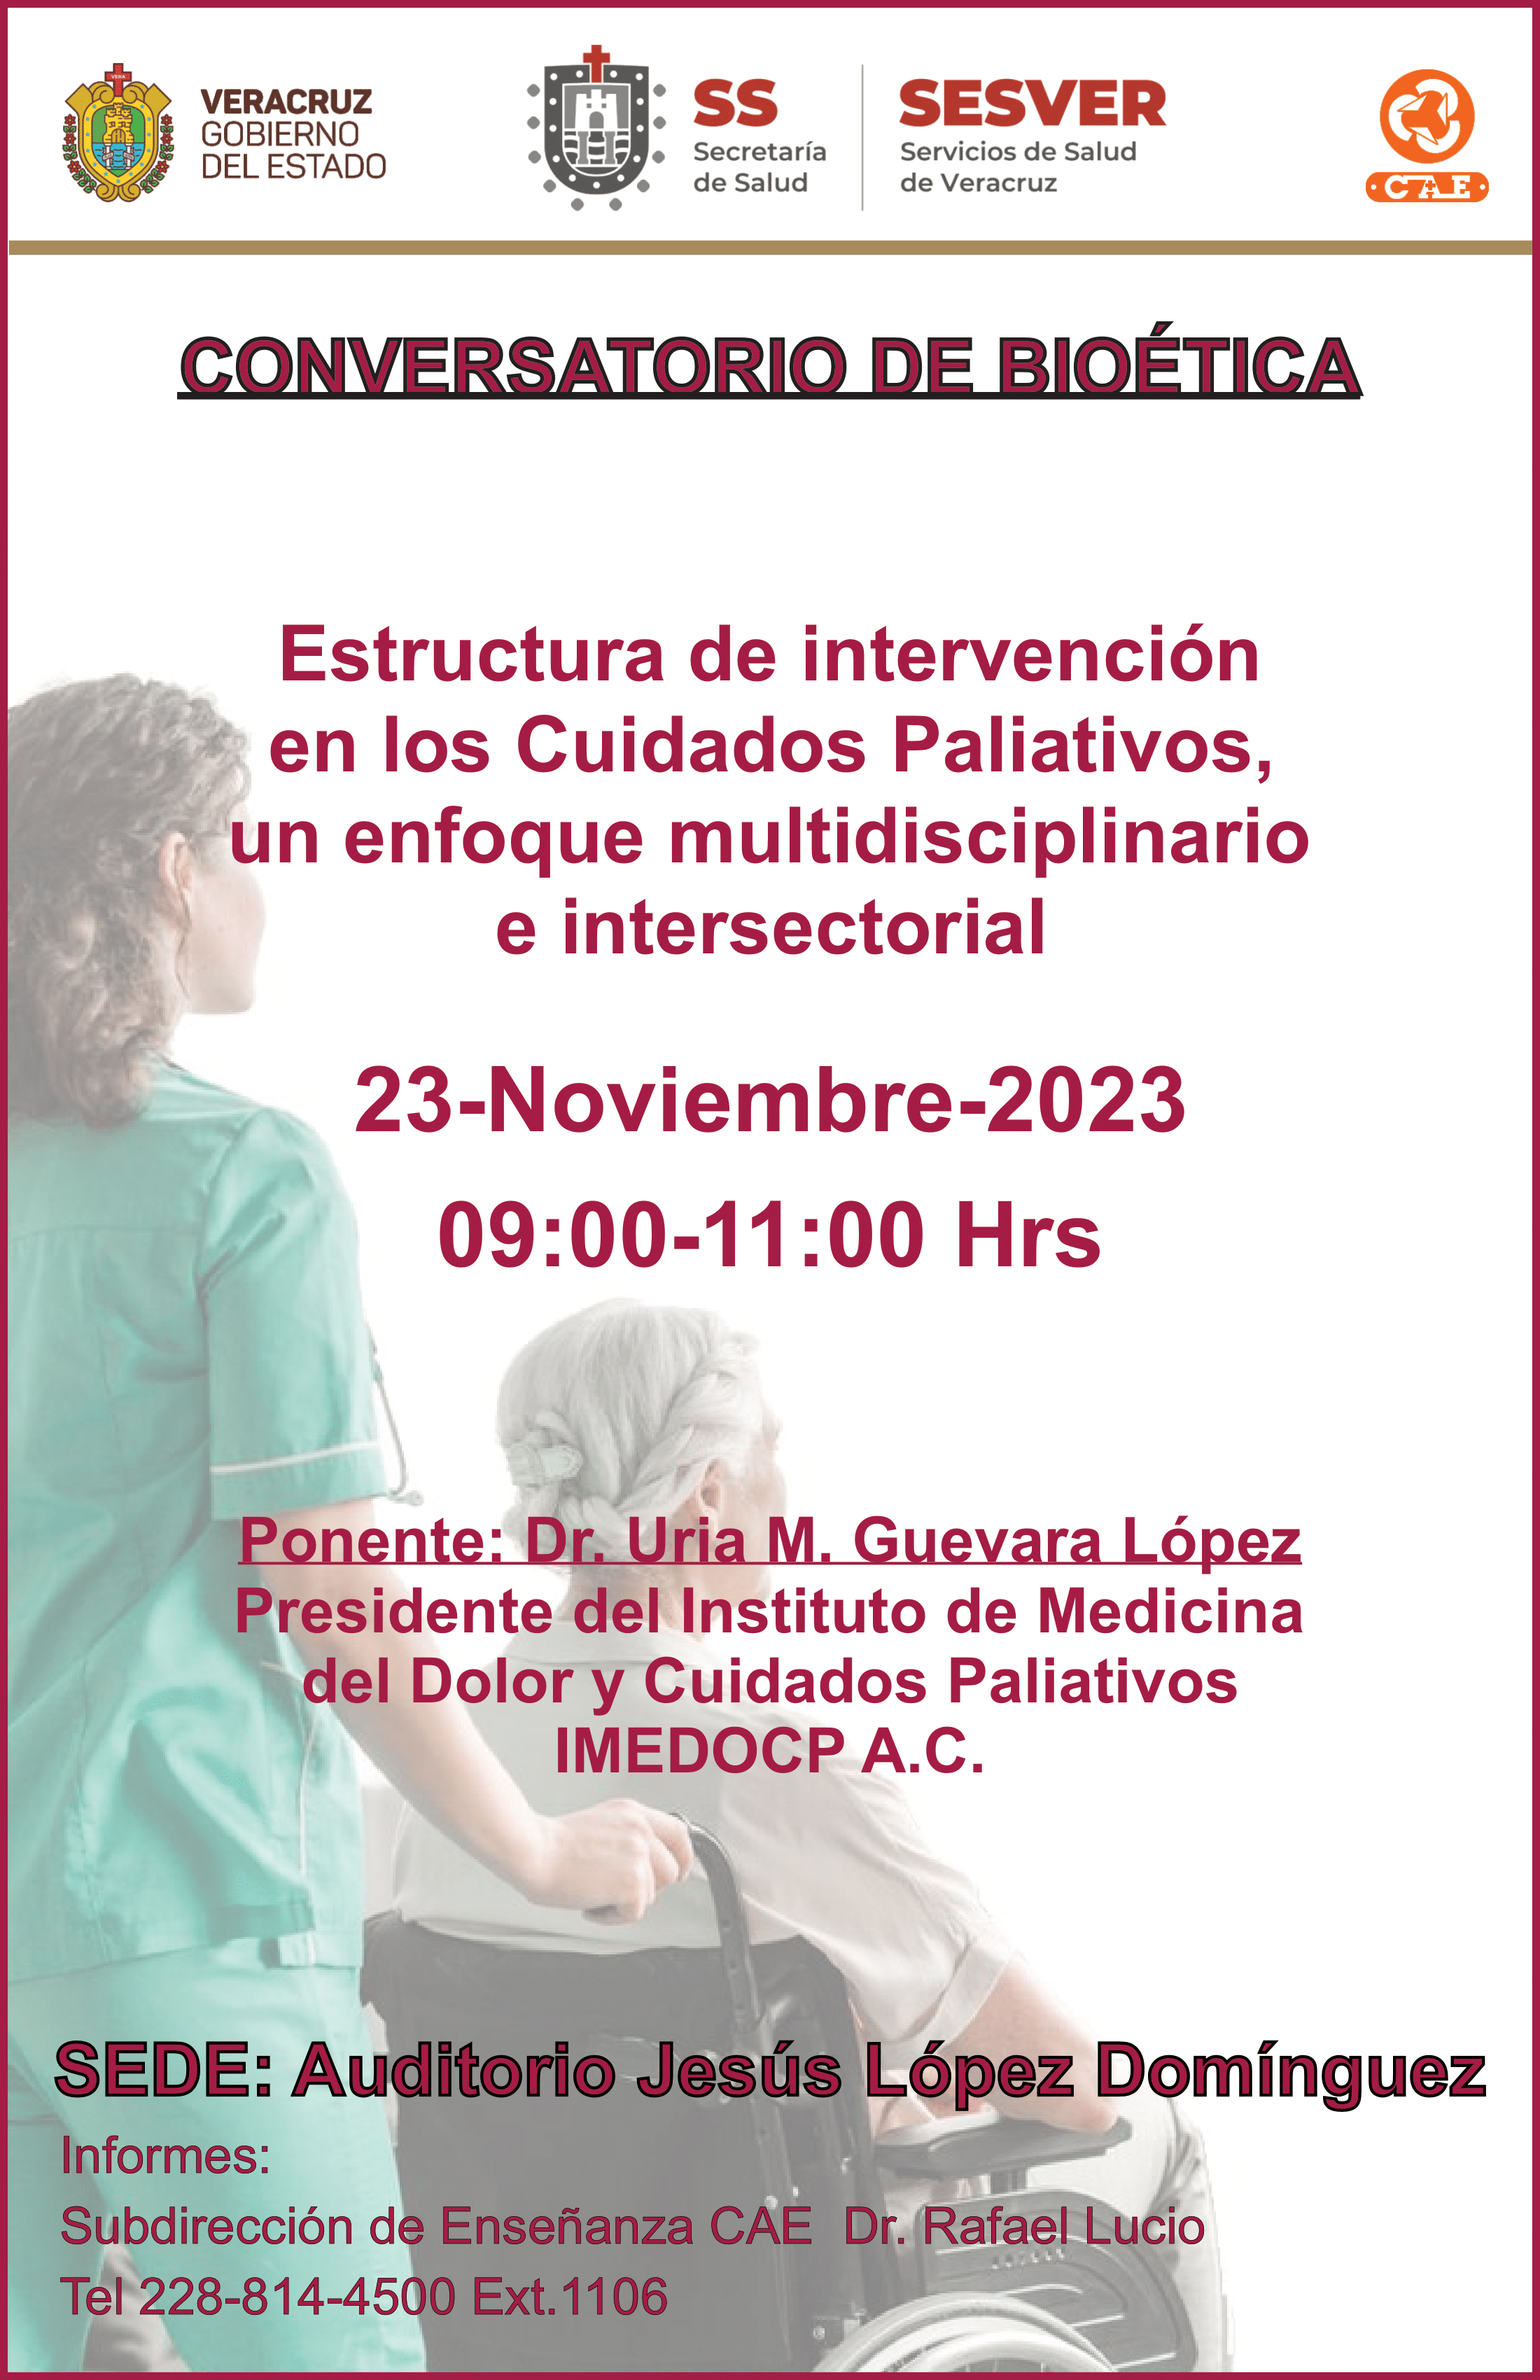 VERA
VERACRUZ
GOBIERNO
DEL ESTADO
SS
Secretaría
de Salud
SESVER
Servicios de Salud
de Veracruz
CAE
CONVERSATORIO DE BIOÉTICA
Estructura de intervención
en los Cuidados Paliativos,
un enfoque multidisciplinario
e intersectorial
23-Noviembre-2023
09:00-11:00 Hrs
Ponente: Dr. Uria M. Guevara López
Presidente del Instituto de Medicina
del Dolor y Cuidados Paliativos
IMEDOCP A.C.
SEDE: Auditorio Jesús López Domínguez
Informes:
Subdirección de Enseñanza CAE  Dr. Rafael Lucio
Tel 228-814-4500 Ext.1106